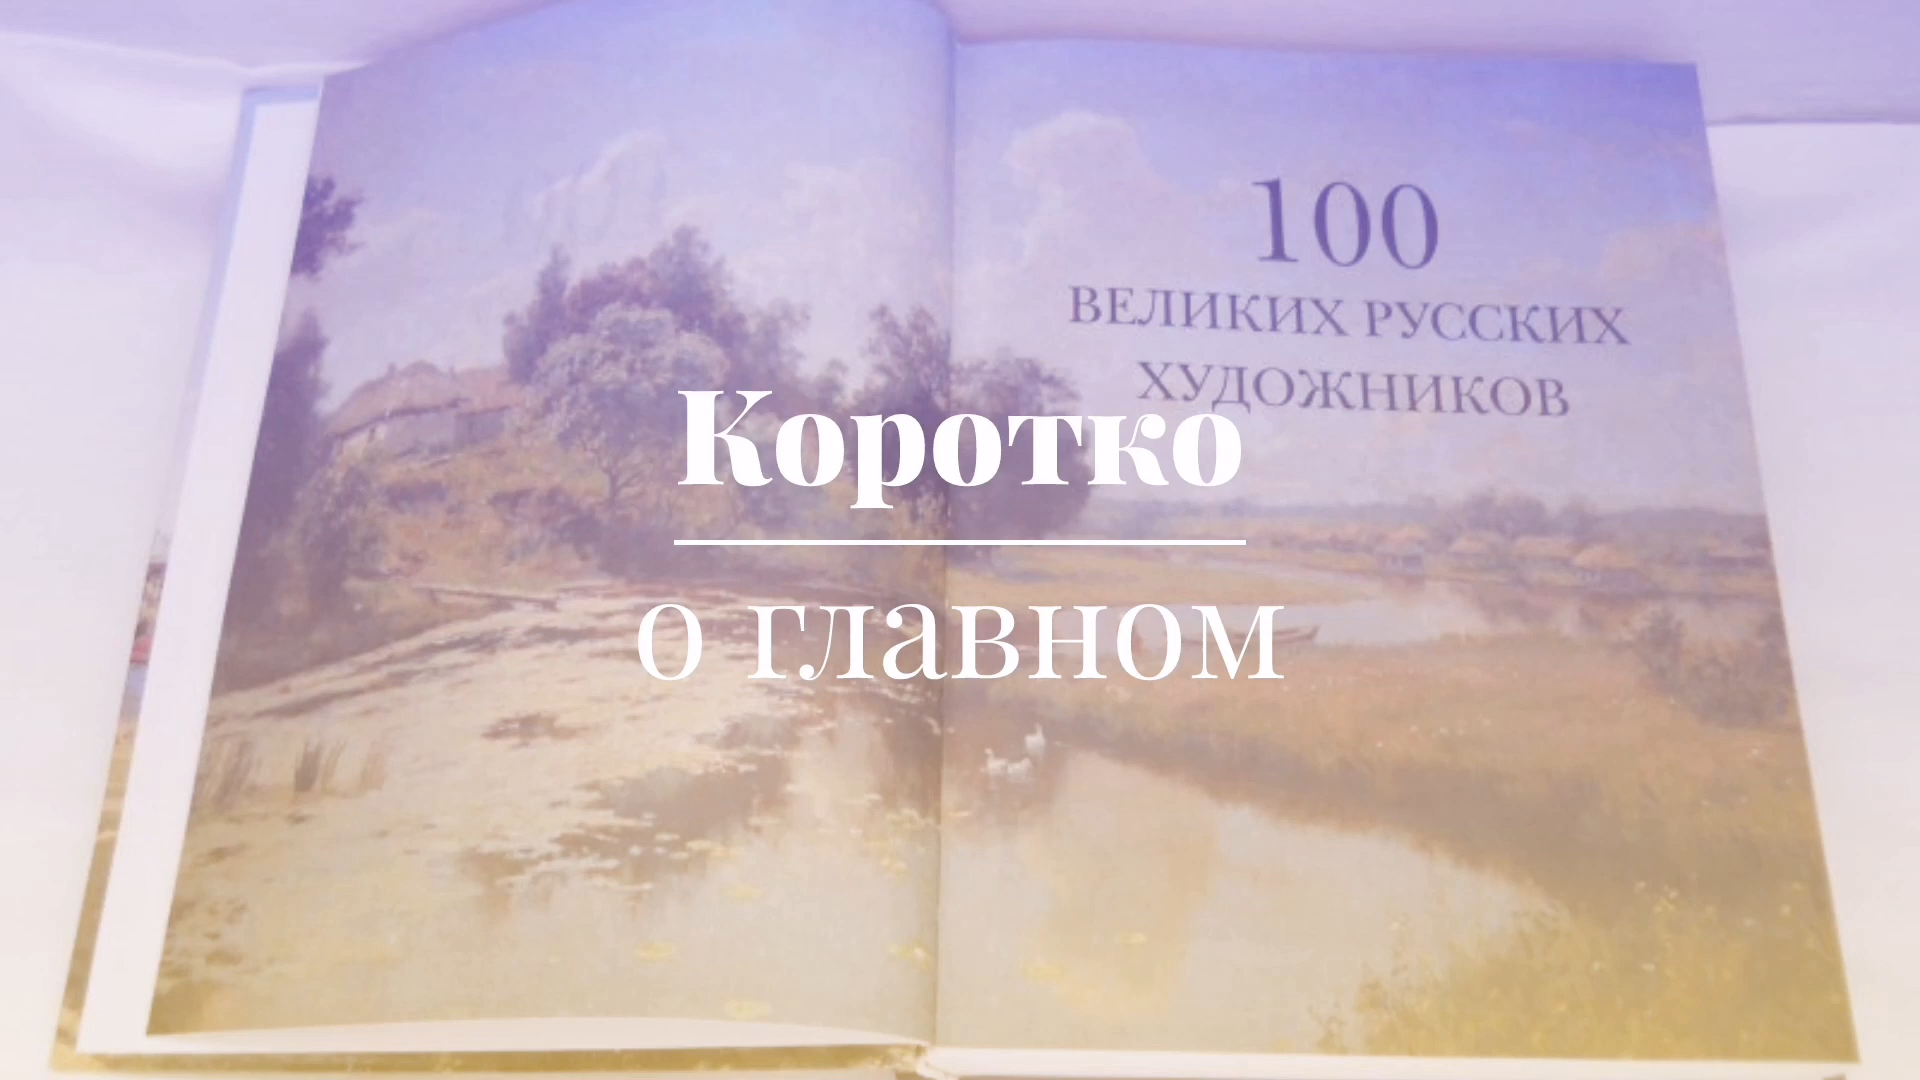 100
ВЕЛИКИХ РУССКИХ
ХУДОЖНИКОВ
Коротко
о главном